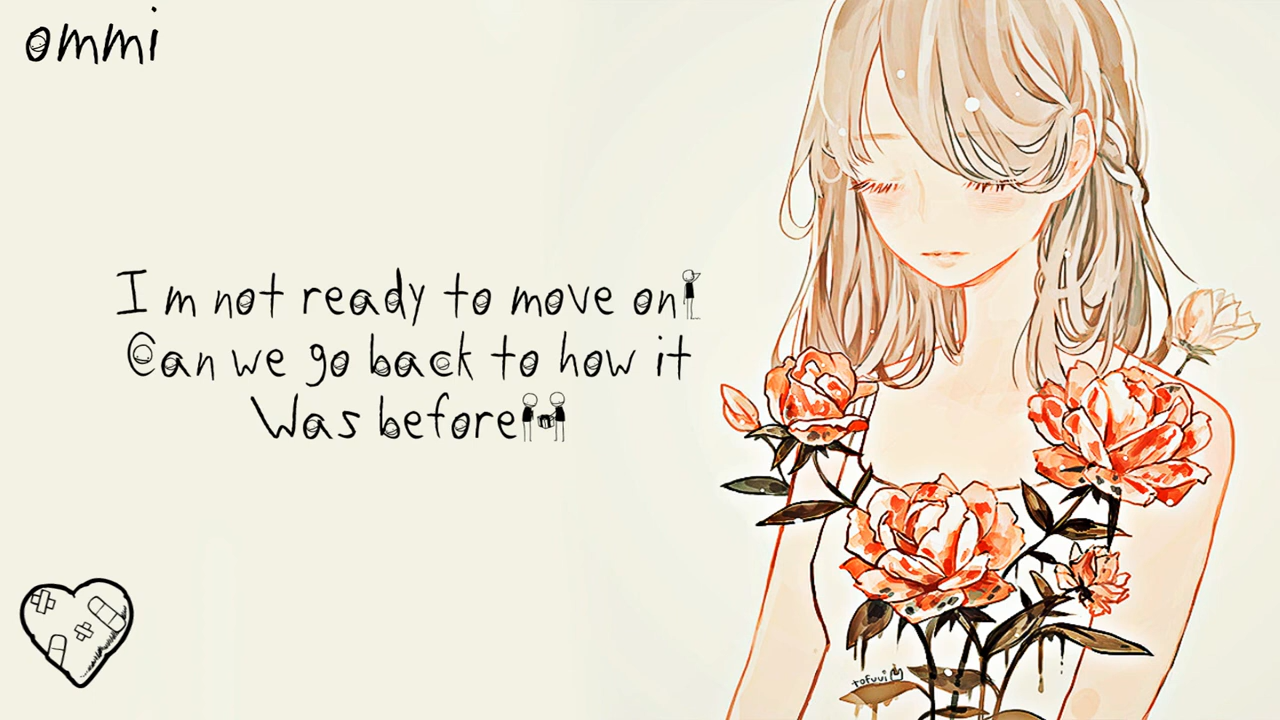 ommi
I m not ready to move on
Can we go back to how it
Was before
tofuvi